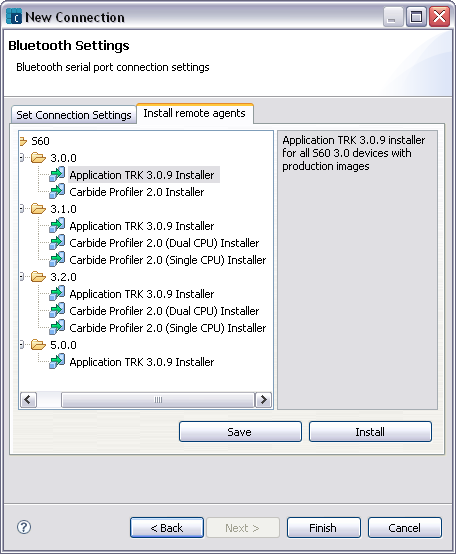 New Connection
Bluetooth Settings
Bluetooth serial port connection settings
Set Connection Settings
Install remote agents
S60
3.0.0
Application TRK 3.0.9 Installer
Carbide Profiler 2.0 Installer
3.1.0
Application TRK 3.0.9 Installer
Carbide Profiler 2.0 (Dual CPU) Installer
Carbide Profiler 2.0 (Single CPU) Installer
3.2.0
Application TRK 3.0.9 Installer
Carbide Profiler 2.0 (Dual CPU) Installer
Carbide Profiler 2.0 (Single CPU) Installer
5.0.0
Application TRK 3.0.9 Installer
Application TRK 3.0.9 installer
for all S60 3.0 devices with
production images
Save
Install
< Back
Next >
Finish
Cancel